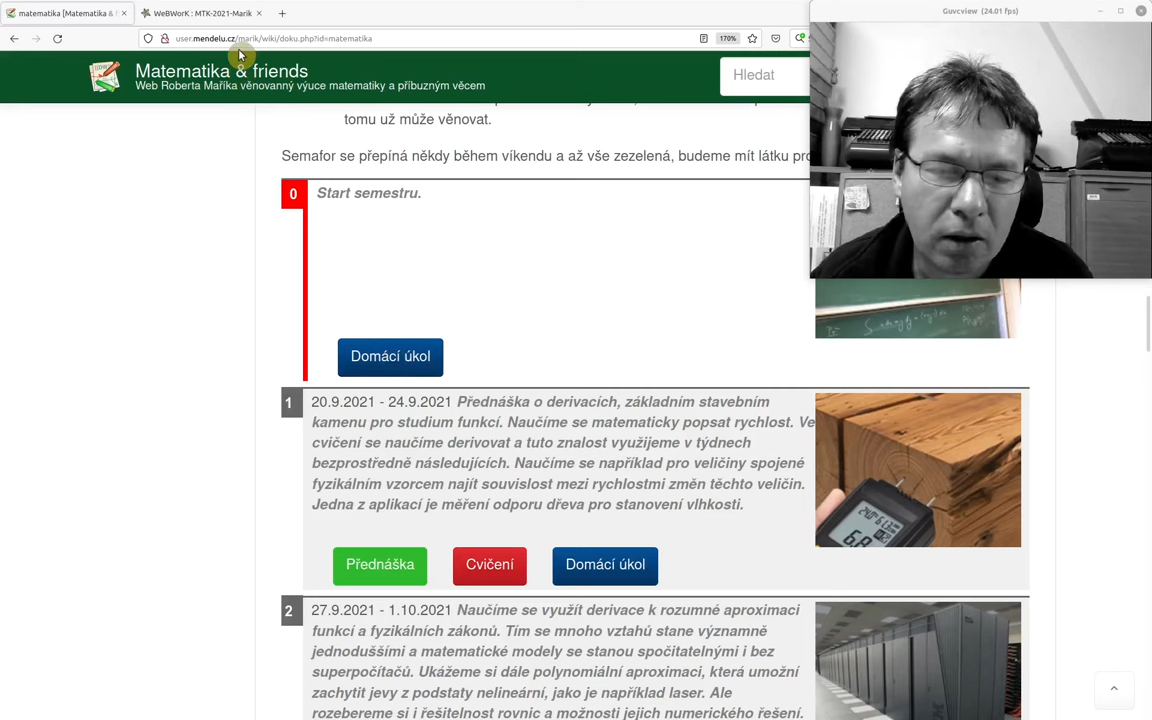 matematika [Matematika & f
WeBWorK : MTK-2021-Marik
Guvcview (24.01 fps)
user.mendelu.cz/marik/wiki/doku.php?id=matematika
170%
Matematika & friends
Web Roberta Maříka věnovanný výuce matematiky a příbuzným věcem
Hledat
tomu už může věnovat.
Semafor se přepíná někdy během víkendu a až vše zezelená, budeme mít látku pro
0
Start semestru.
Domácí úkol
1
20.9.2021 - 24.9.2021 Přednáška o derivacích, základním stavebním
kamenu pro studium funkcí. Naučíme se matematicky popsat rychlost. Ve
cvičení se naučíme derivovat a tuto znalost využijeme v týdnech
bezprostředně následujících. Naučíme se například pro veličiny spojené
fyzikálním vzorcem najít souvislost mezi rychlostmi změn těchto veličin.
Jedna z aplikací je měření odporu dřeva pro stanovení vlhkosti.
6.8
Přednáška
Cvičení
Domácí úkol
2
27.9.2021 - 1.10.2021 Naučíme se využít derivace k rozumné aproximaci
funkcí a fyzikálních zákonů. Tím se mnoho vztahů stane významně
jednoduššími a matematické modely se stanou spočitatelnými i bez
superpočítačů. Ukážeme si dále polynomiální aproximaci, která umožní
zachytit jevy z podstaty nelineární, jako je například laser. Ale
rozebereme si i řešitelnost rovnic a možnosti jejich numerického řešení.